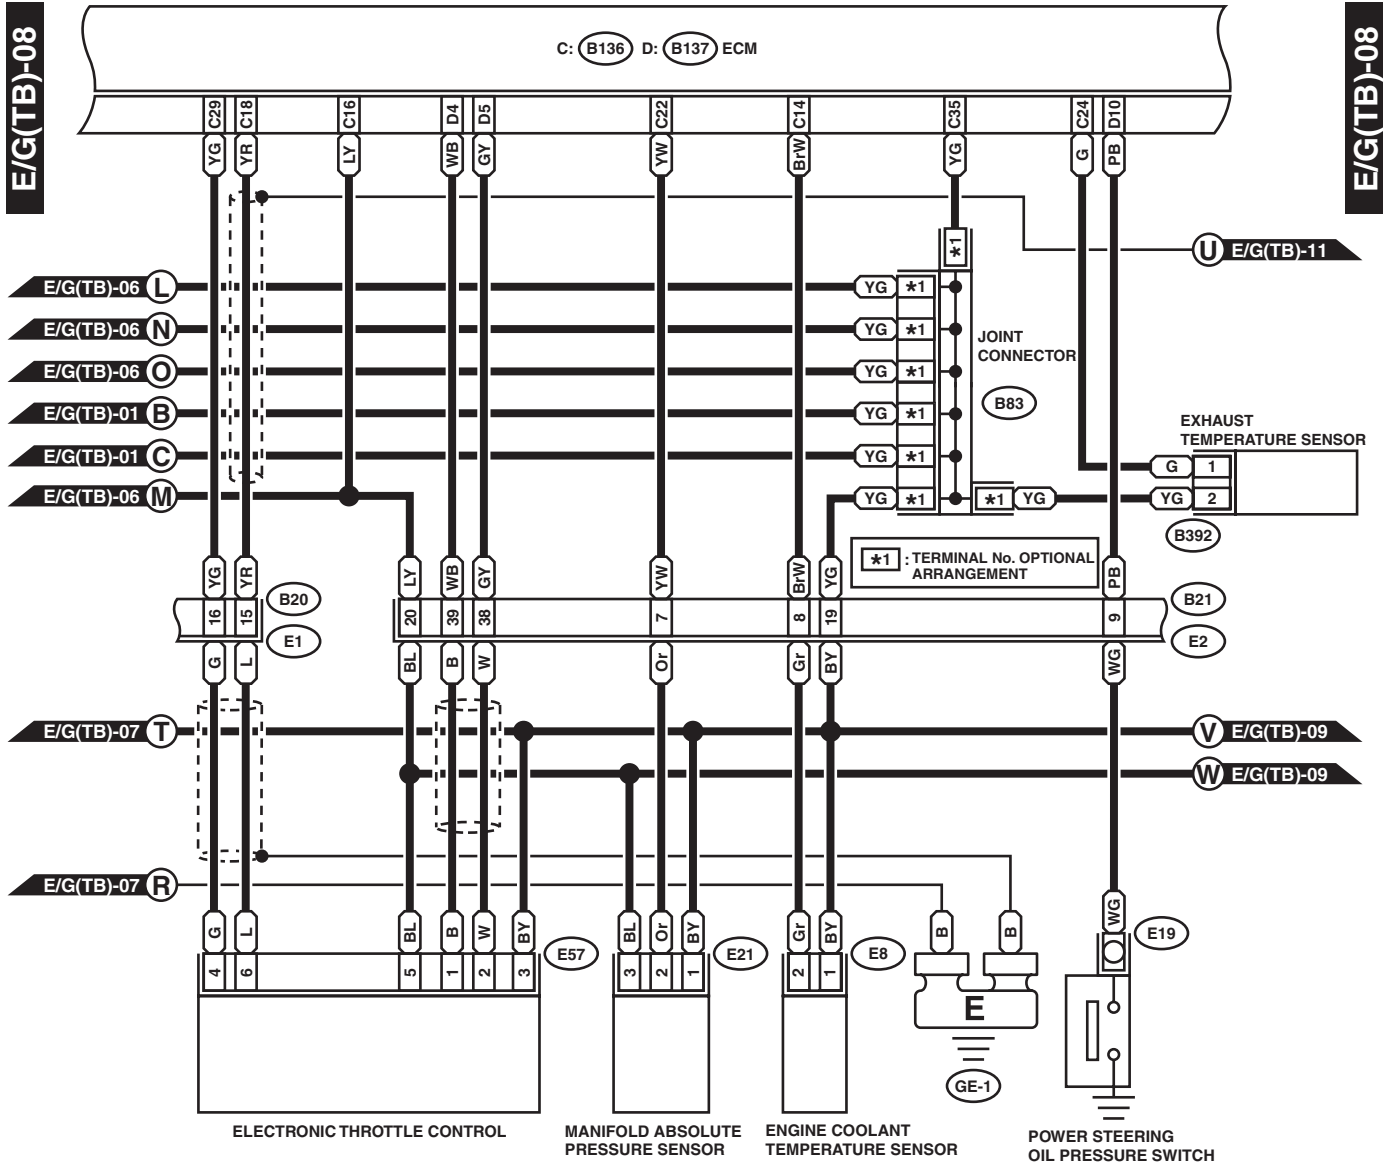 E/G(TB)-08
E/G(TB)-08
C: B136 D: B137 ECM
C29 C18 C16 D4 D5 C22 C14 C35 C24 D10
YG YR LY WB GY YW BrW YG G PB
*1
U E/G(TB)-11
E/G(TB)-06 L YG *1
E/G(TB)-06 N YG *1
JOINT
CONNECTOR
E/G(TB)-06 O YG *1
B83
E/G(TB)-01 B YG *1
EXHAUST
TEMPERATURE SENSOR
E/G(TB)-01 C YG *1
G 1
E/G(TB)-06 M YG *1 *1 YG YG 2
B392
*1 : TERMINAL No. OPTIONAL
ARRANGEMENT
YG YR LY WB GY YW BrW YG PB
16 15 B20 20 39 38 7 8 19 9 B21
E1 E2
G L BL B W Or Gr BY WG
E/G(TB)-07 T V E/G(TB)-09
W E/G(TB)-09
E/G(TB)-07 R
WG
G L BL B W BY BL Or BY Gr BY B B
E19
4 6 5 1 2 3 E57 3 2 1 E21 2 1 E8
E
GE-1
ELECTRONIC THROTTLE CONTROL
MANIFOLD ABSOLUTE
PRESSURE SENSOR
ENGINE COOLANT
TEMPERATURE SENSOR
POWER STEERING
OIL PRESSURE SWITCH